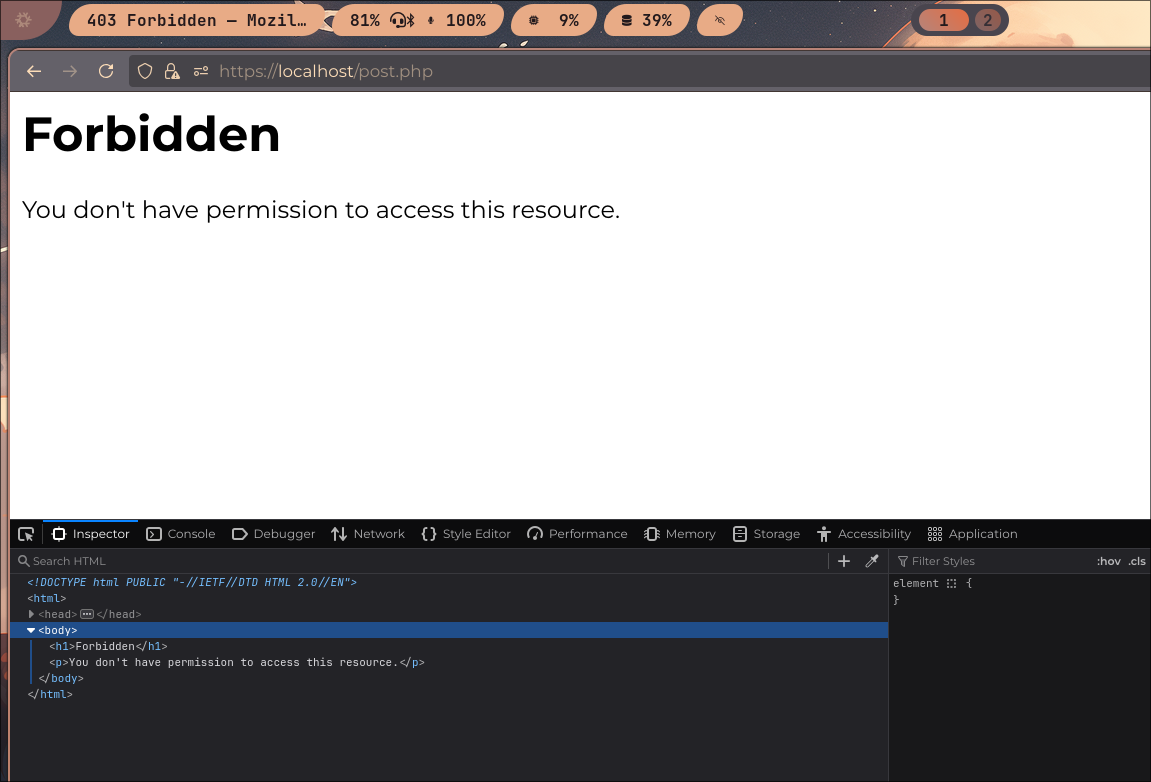 403 Forbidden — Mozil…
81% 100%
9%
39%
1 2
https://localhost/post.php
Forbidden
You don't have permission to access this resource.
Inspector Console Debugger Network Style Editor Performance Memory Storage Accessibility Application
Search HTML
Filter Styles :hov .cls
<!DOCTYPE html PUBLIC "-//IETF//DTD HTML 2.0//EN">
element {
<html>
}
<head> ••• </head>
<body>
<h1>Forbidden</h1>
<p>You don't have permission to access this resource.</p>
</body>
</html>